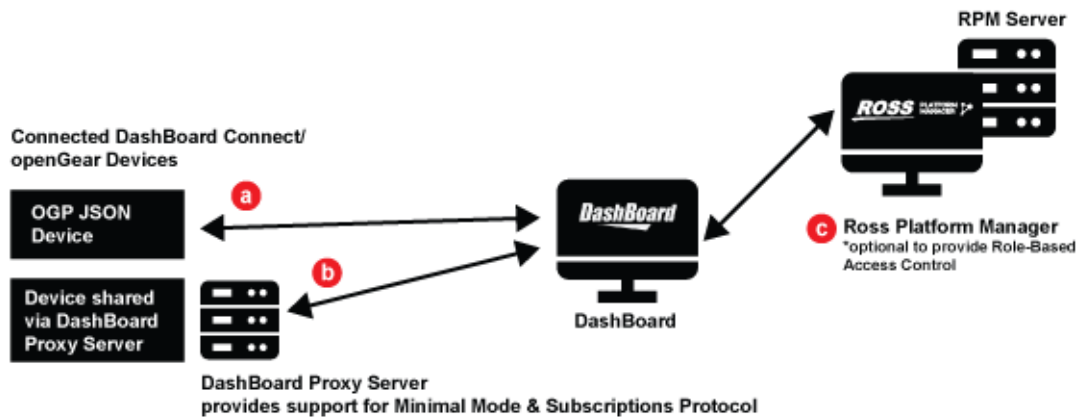 RPM Server
ROSS PLATFORM MANAGER
Connected DashBoard Connect/
openGear Devices
OGP JSON
Device
a
DashBoard
c Ross Platform Manager
*optional to provide Role-Based
Access Control
b
Device shared
via DashBoard
Proxy Server
DashBoard
DashBoard Proxy Server
provides support for Minimal Mode & Subscriptions Protocol